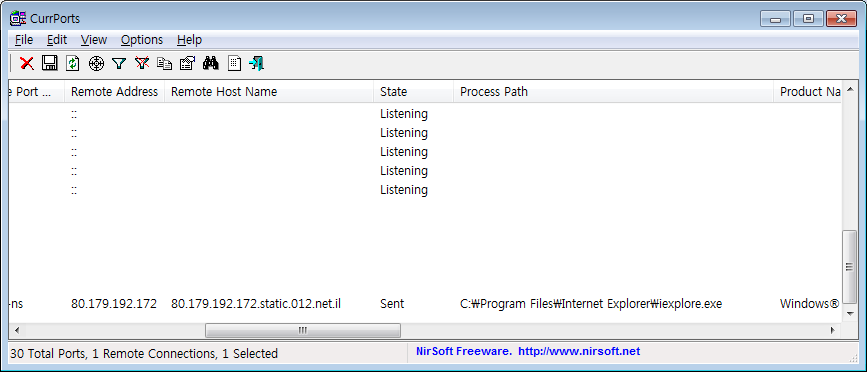 CurrPorts
File Edit View Options Help
e Port ... Remote Address Remote Host Name State Process Path Product Na
:: Listening
:: Listening
:: Listening
:: Listening
:: Listening
-ns 80.179.192.172 80.179.192.172.static.012.net.il Sent C:₩Program Files₩Internet Explorer₩iexplore.exe Windows®
30 Total Ports, 1 Remote Connections, 1 Selected NirSoft Freeware. http://www.nirsoft.net